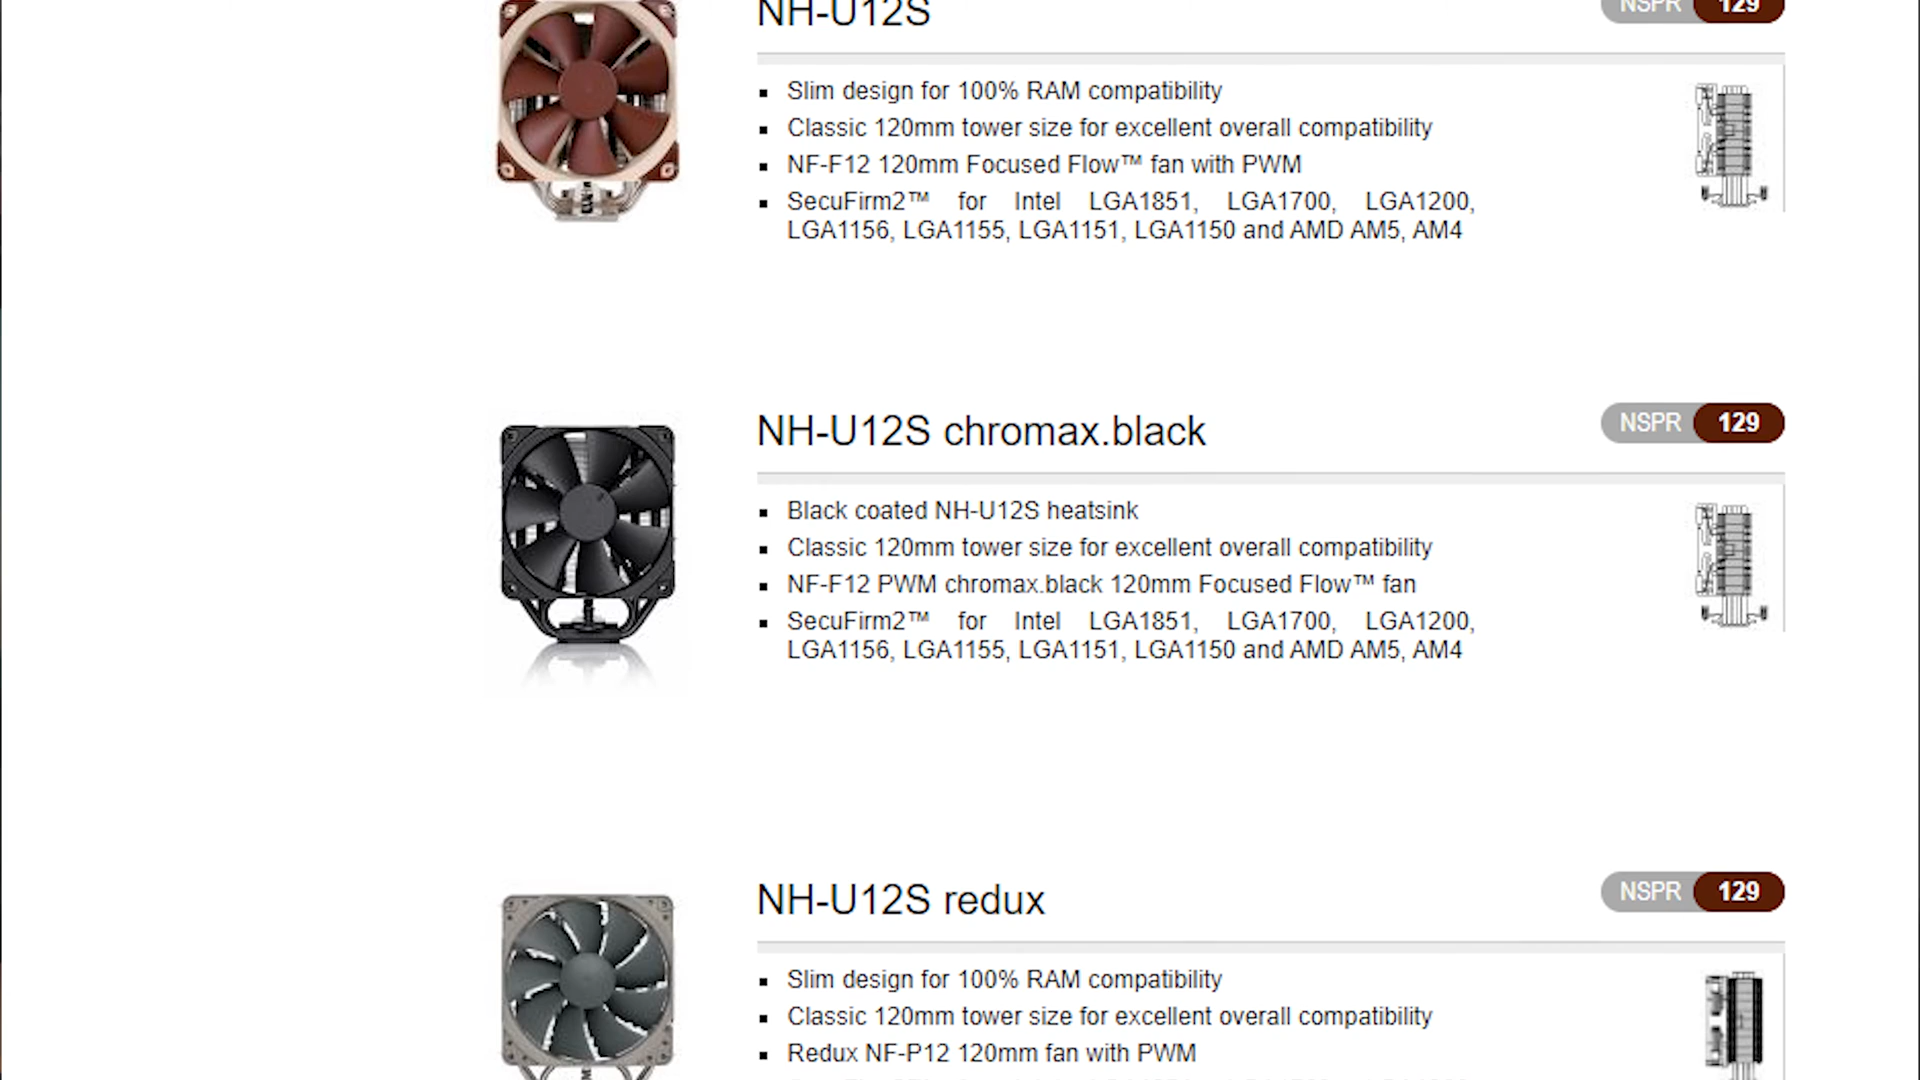 NH-U12S
NSPR 129
Slim design for 100% RAM compatibility
Classic 120mm tower size for excellent overall compatibility
NF-F12 120mm Focused Flow™ fan with PWM
SecuFirm2™ for Intel LGA1851, LGA1700, LGA1200,
LGA1156, LGA1155, LGA1151, LGA1150 and AMD AM5, AM4
NH-U12S chromax.black
NSPR 129
Black coated NH-U12S heatsink
Classic 120mm tower size for excellent overall compatibility
NF-F12 PWM chromax.black 120mm Focused Flow™ fan
SecuFirm2™ for Intel LGA1851, LGA1700, LGA1200,
LGA1156, LGA1155, LGA1151, LGA1150 and AMD AM5, AM4
NH-U12S redux
NSPR 129
Slim design for 100% RAM compatibility
Classic 120mm tower size for excellent overall compatibility
Redux NF-P12 120mm fan with PWM